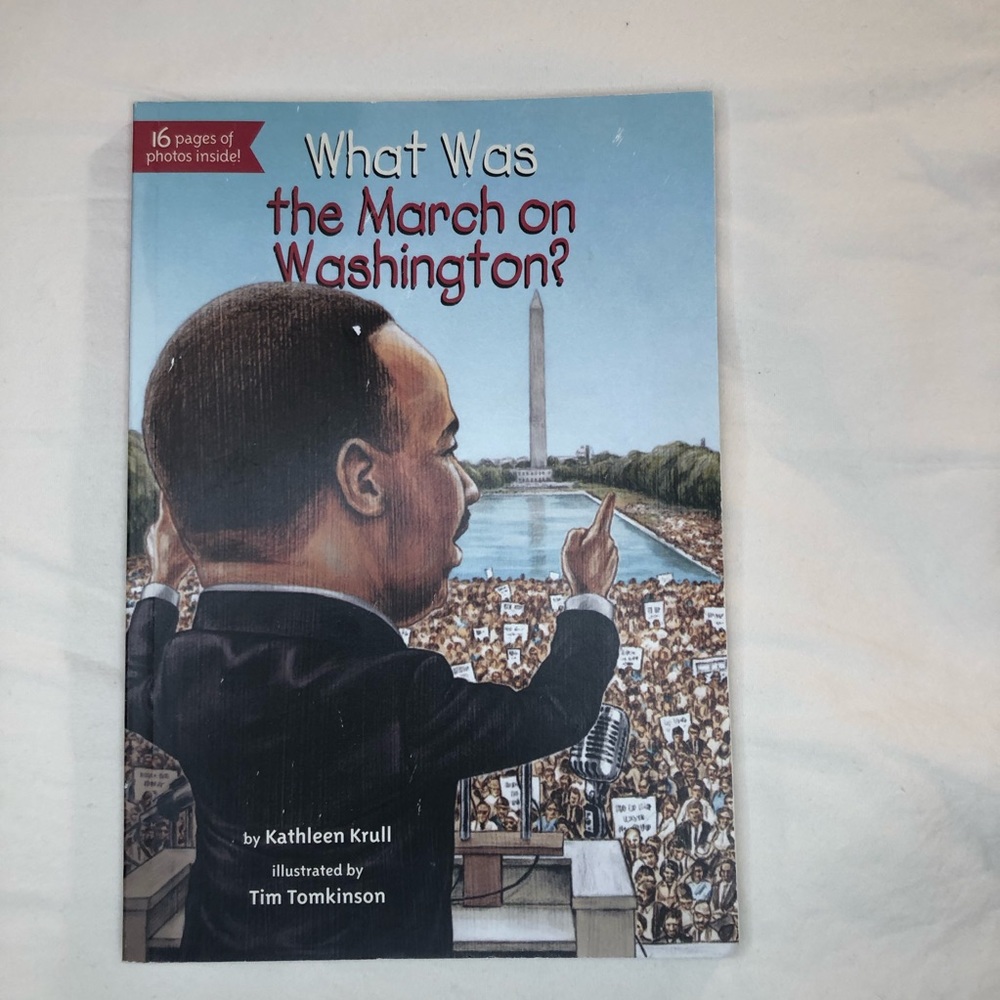 16 pages of
photos inside!
What Was
the March on
Washington?
by Kathleen Krull
illustrated by
Tim Tomkinson